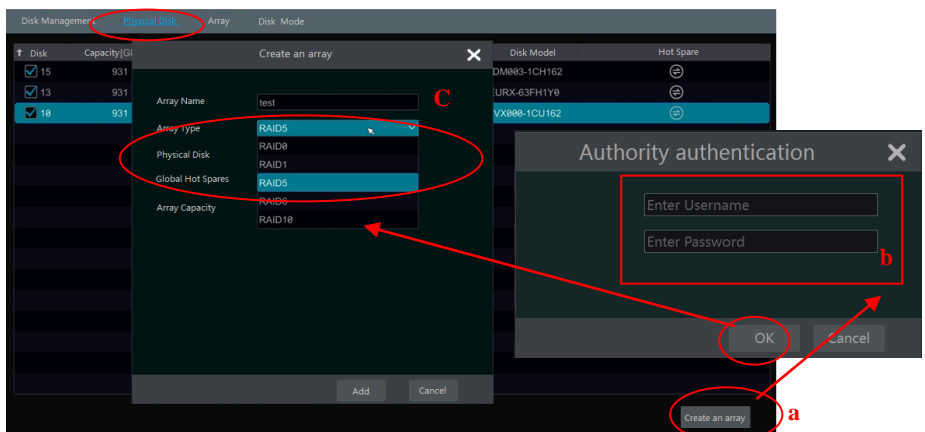 Disk Management Physical Disk Array Disk Mode
Disk Capacity[G Create an array Disk Model Hot Spare
15 931 DM003-1CH162
13 931 EURX-63FH1Y0
10 931 VX000-1CU162
Array Name test C
Array Type RAID5
Physical Disk RAID0
RAID1
Global Hot Spares RAID5
RAID6
Array Capacity
RAID10
Add Cancel
Authority authentication
Enter Username
Enter Password
b
OK Cancel
Create an array a